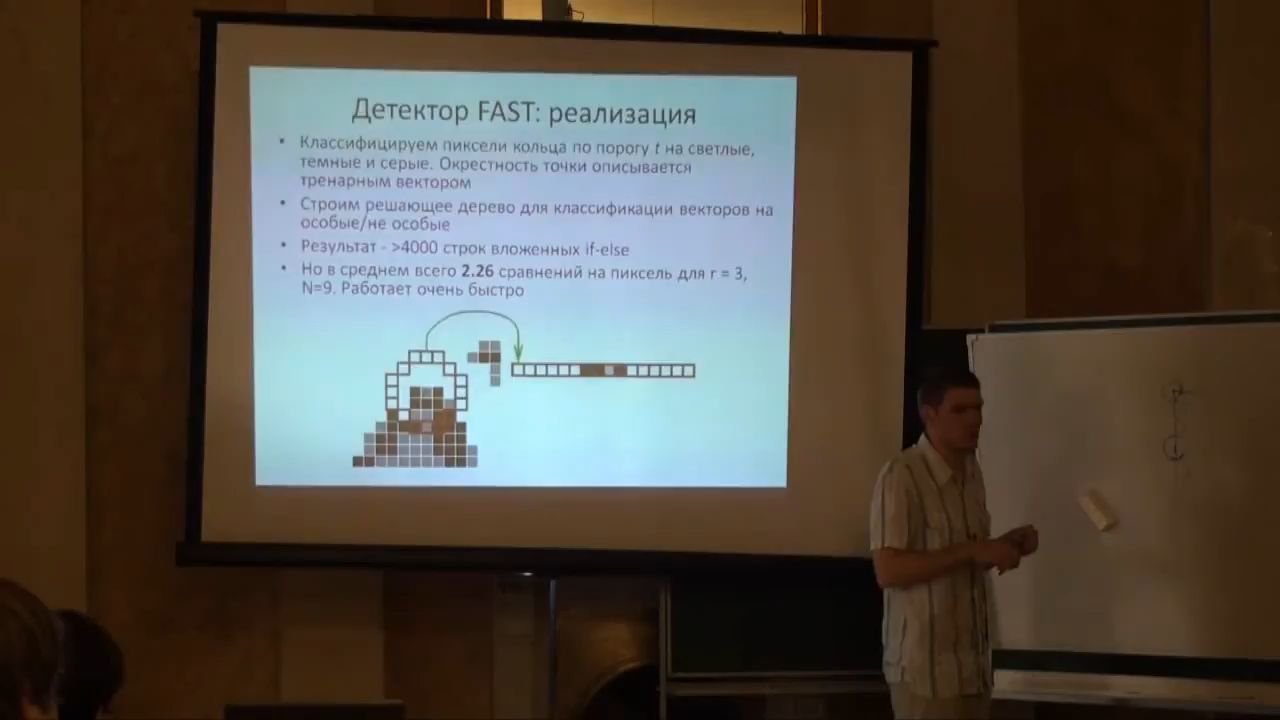 Детектор FAST: реализация
• Классифицируем пиксели кольца по порогу t на светлые,
темные и серые. Окрестность точки описывается
тренарным вектором
• Строим решающее дерево для классификации векторов на
особые/не особые
• Результат - >4000 строк вложенных if-else
• Но в среднем всего 2.26 сравнений на пиксель для r = 3,
N=9. Работает очень быстро